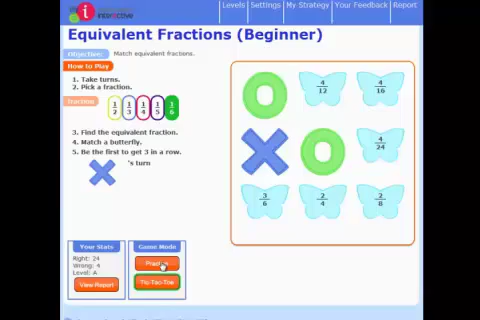 Levels Settings My Strategy Your Feedback Report
Equivalent Fractions (Beginner)
Objective: Match equivalent fractions.
How to Play
1. Take turns.
2. Pick a fraction.
fraction 1/2 1/3 1/4 1/5 1/6
3. Find the equivalent fraction.
4. Match a butterfly.
5. Be the first to get 3 in a row.
X 's turn
O 4/12 4/16
X O 4/24
3/6 2/4 2/8
Your Stats
Right: 24
Wrong: 4
Level: A
View Report
Game Mode
Practice
Tic-Tac-Toe